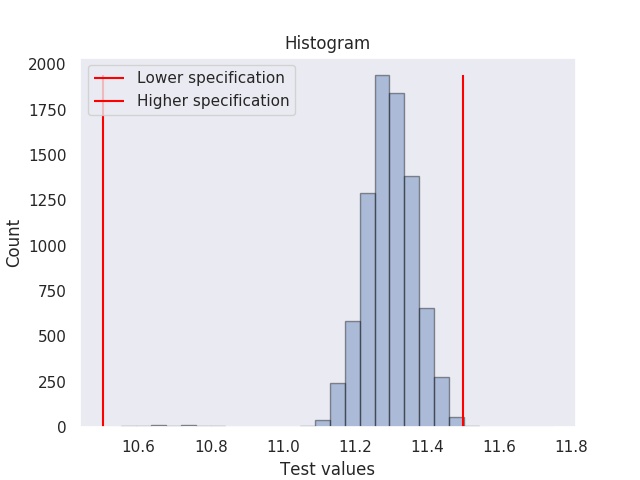 Histogram
Lower specification
Higher specification
2000
1750
1500
1250
1000
750
500
250
0
Count
10.6 10.8 11.0 11.2 11.4 11.6 11.8
Test values